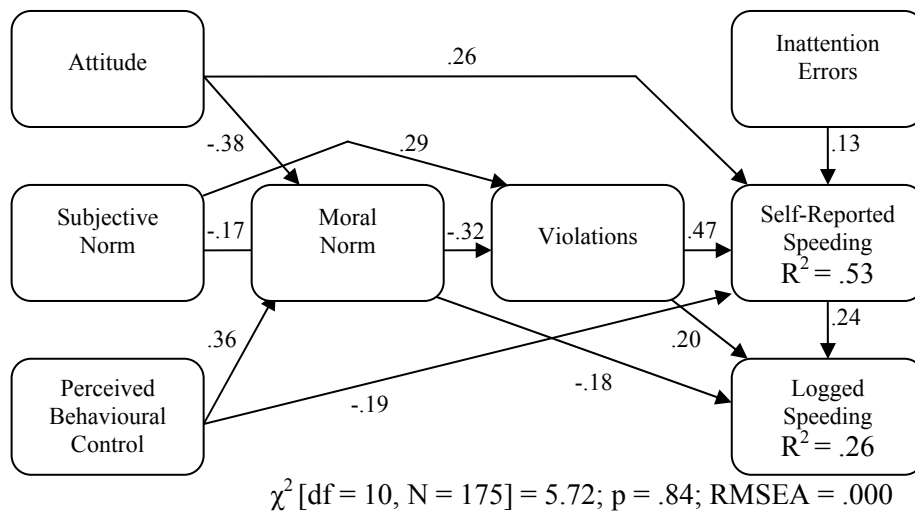 Attitude
.26
Inattention
Errors
-.38
.29
.13
Subjective
Norm
-.17
Moral
Norm
-.32
Violations
.47
Self-Reported
Speeding
R² = .53
.36
.20
.24
Perceived
Behavioural
Control
-.19
-.18
Logged
Speeding
R² = .26
χ² [df = 10, N = 175] = 5.72; p = .84; RMSEA = .000